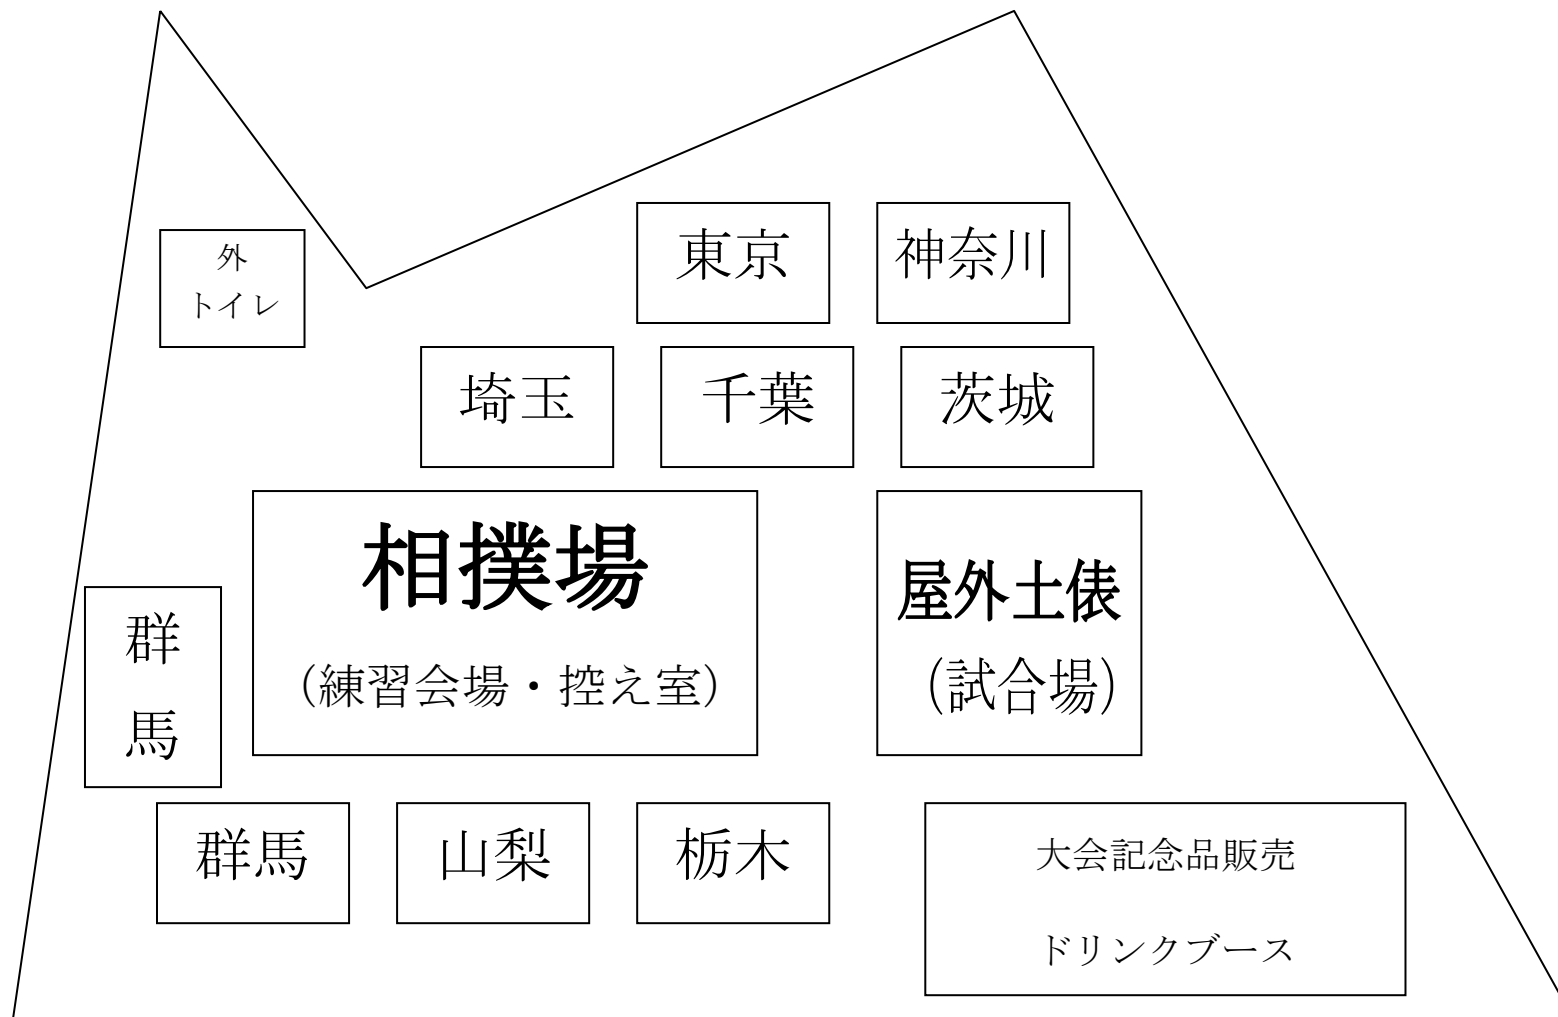 東京
神奈川
外
トイレ
埼玉
千葉
茨城
相撲場
(練習会場・控え室)
屋外土俵
(試合場)
群
馬
群馬
山梨
栃木
大会記念品販売
ドリンクブース